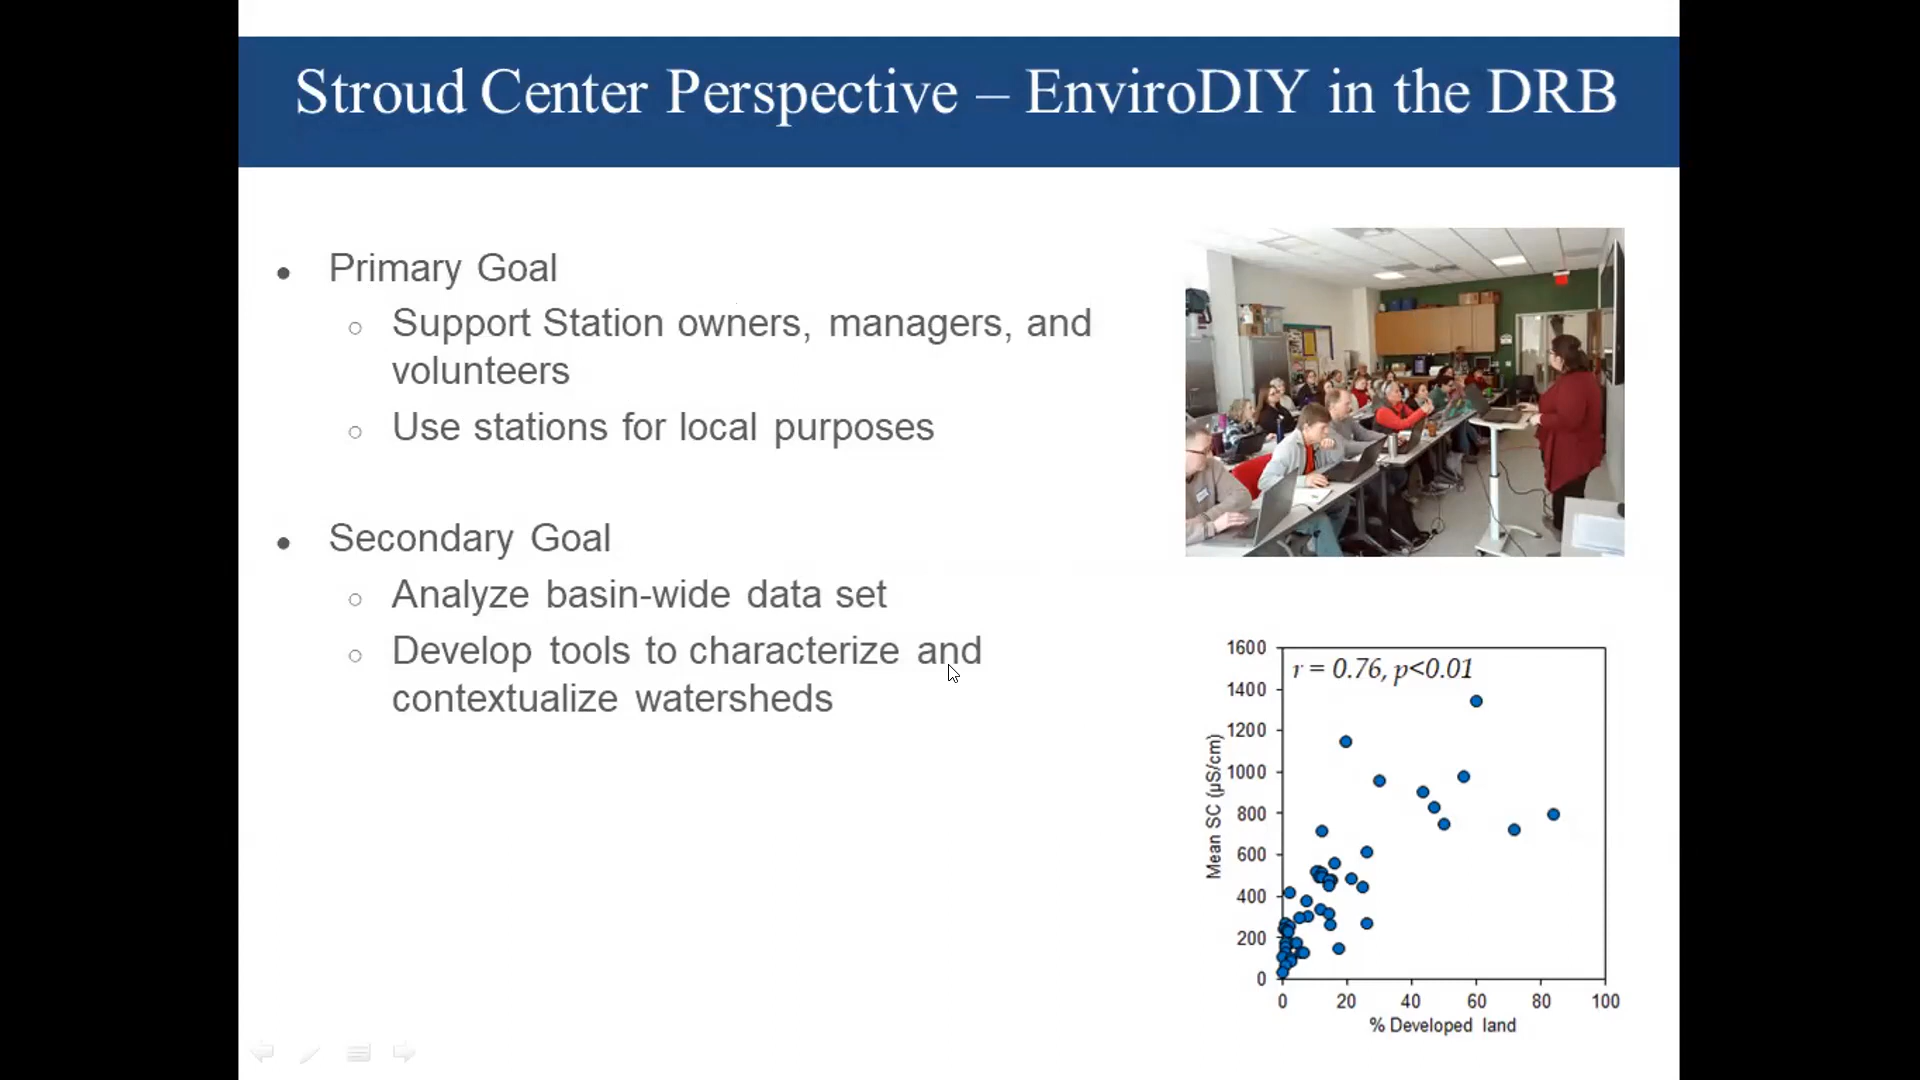 Stroud Center Perspective – EnviroDIY in the DRB
Primary Goal
Support Station owners, managers, and
volunteers
Use stations for local purposes
Secondary Goal
Analyze basin-wide data set
Develop tools to characterize and
contextualize watersheds
r = 0.76, p<0.01
1600
1400
1200
1000
800
600
400
200
0
Mean SC (µS/cm)
0 20 40 60 80 100
% Developed land